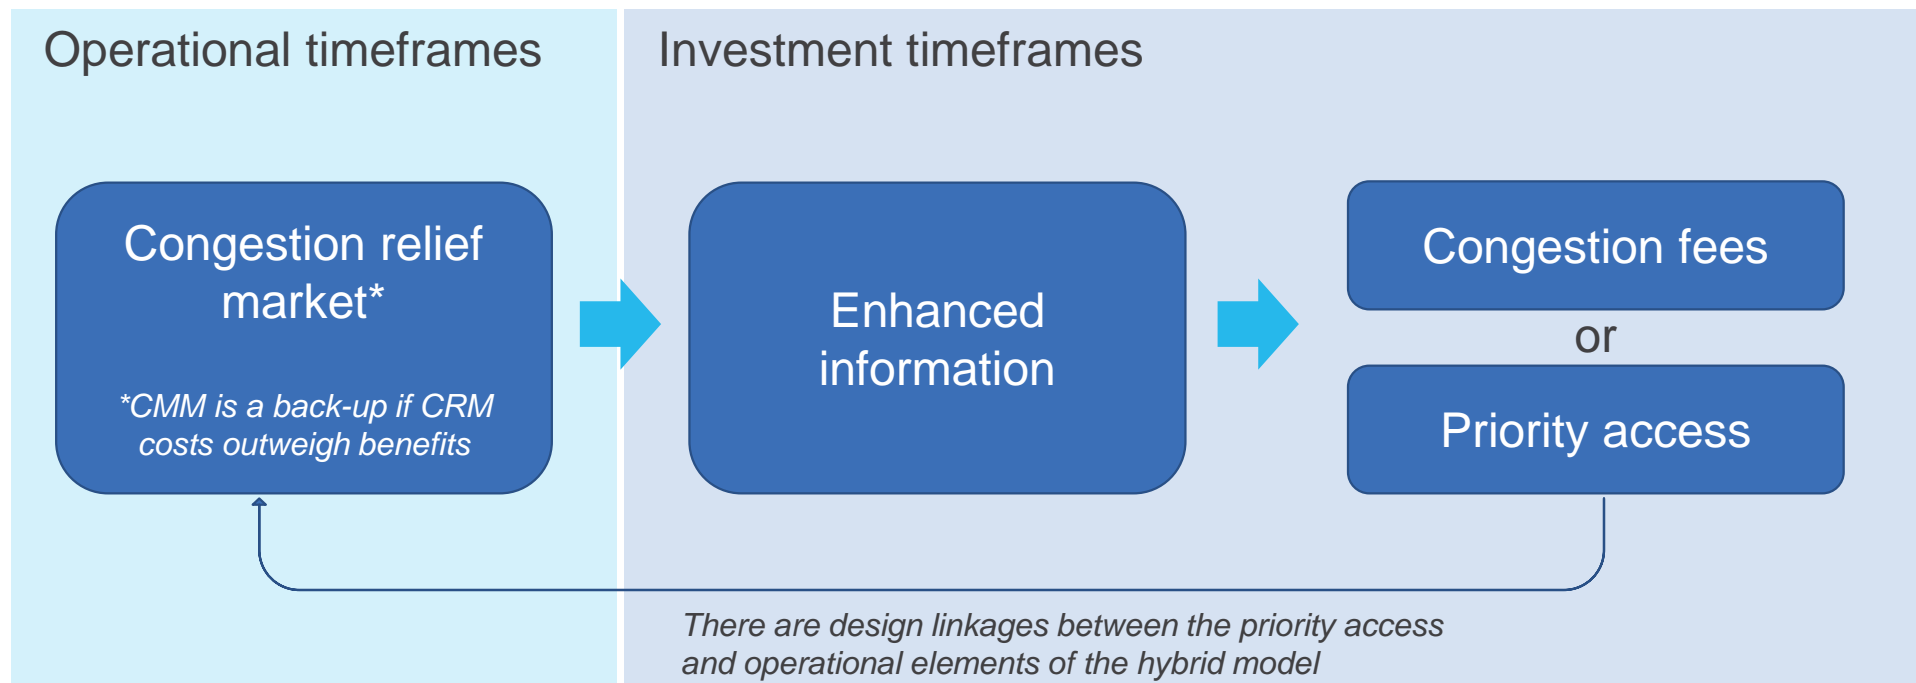 Operational timeframes
Investment timeframes
Congestion relief
market*
*CMM is a back-up if CRM
costs outweigh benefits
Enhanced
information
Congestion fees
or
Priority access
There are design linkages between the priority access
and operational elements of the hybrid model